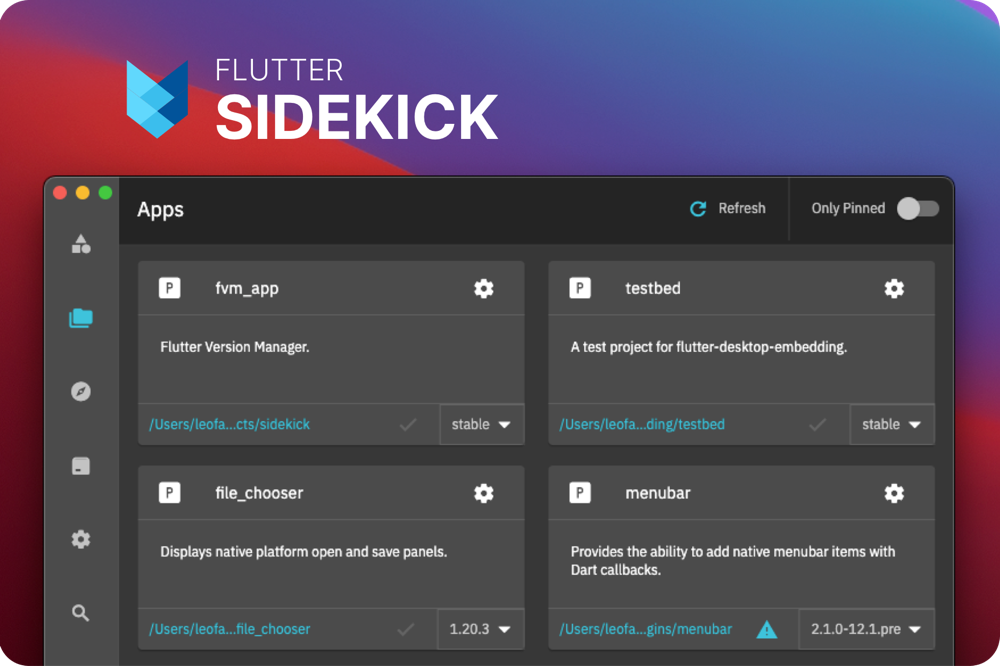 FLUTTER
SIDEKICK
Apps
Refresh
Only Pinned
P
fvm_app
Flutter Version Manager.
/Users/leofa...cts/sidekick
stable
P
testbed
A test project for flutter-desktop-embedding.
/Users/leofa...ding/testbed
stable
P
file_chooser
Displays native platform open and save panels.
/Users/leofa...file_chooser
1.20.3
P
menubar
Provides the ability to add native menubar items with
Dart callbacks.
/Users/leofa...gins/menubar
2.1.0-12.1.pre